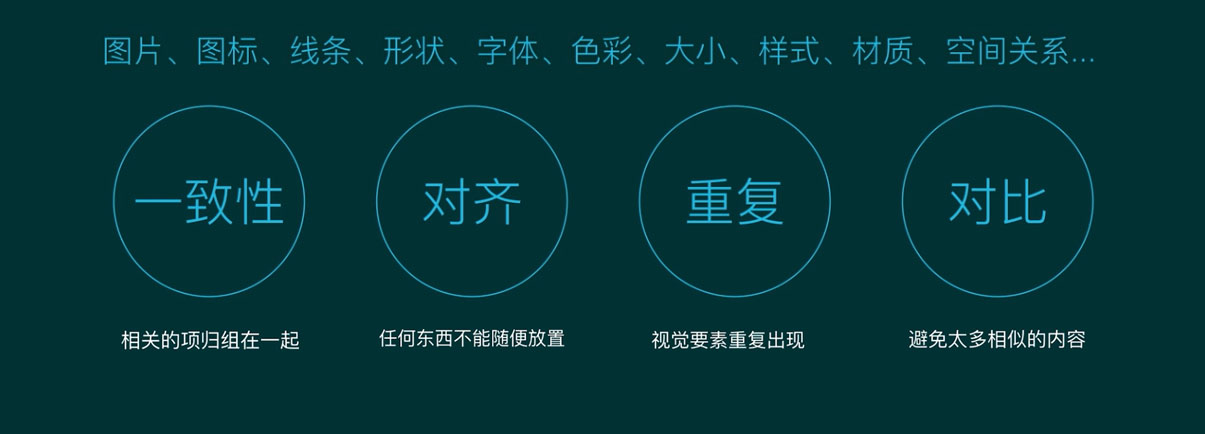 图片、图标、线条、形状、字体、色彩、大小、样式、材质、空间关系...
一致性
对齐
重复
对比
相关的项归组在一起
任何东西不能随便放置
视觉要素重复出现
避免太多相似的内容